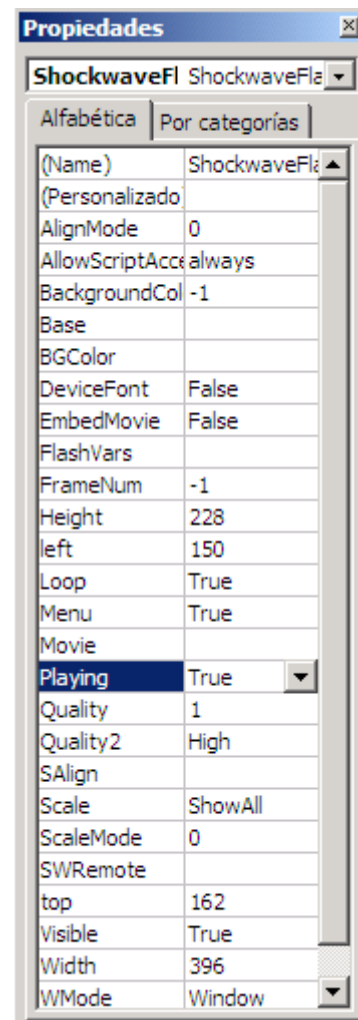 Propiedades
ShockwaveFl ShockwaveFla
Alfabética Por categorías
(Name) ShockwaveFla
(Personalizado)
AlignMode 0
AllowScriptAcce always
BackgroundCol -1
Base
BGColor
DeviceFont False
EmbedMovie False
FlashVars
FrameNum -1
Height 228
left 150
Loop True
Menu True
Movie
Playing True
Quality 1
Quality2 High
SAlign
Scale ShowAll
ScaleMode 0
SWRemote
top 162
Visible True
Width 396
WMode Window